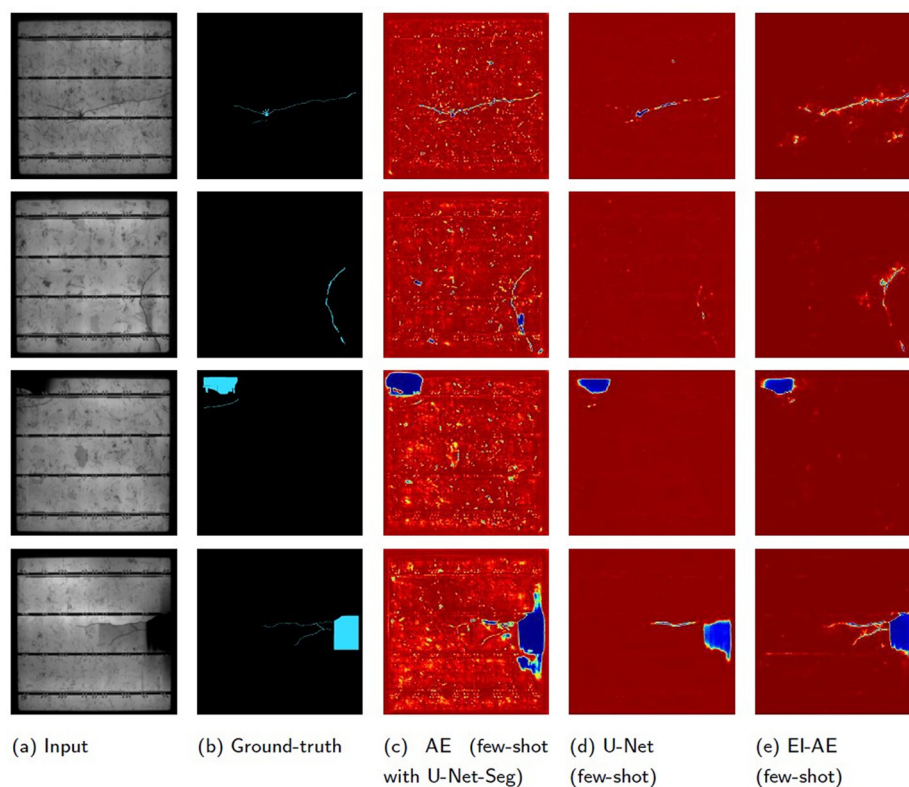 (a) Input
(b) Ground-truth
(c) AE (few-shot
with U-Net-Seg)
(d) U-Net
(few-shot)
(e) EI-AE
(few-shot)